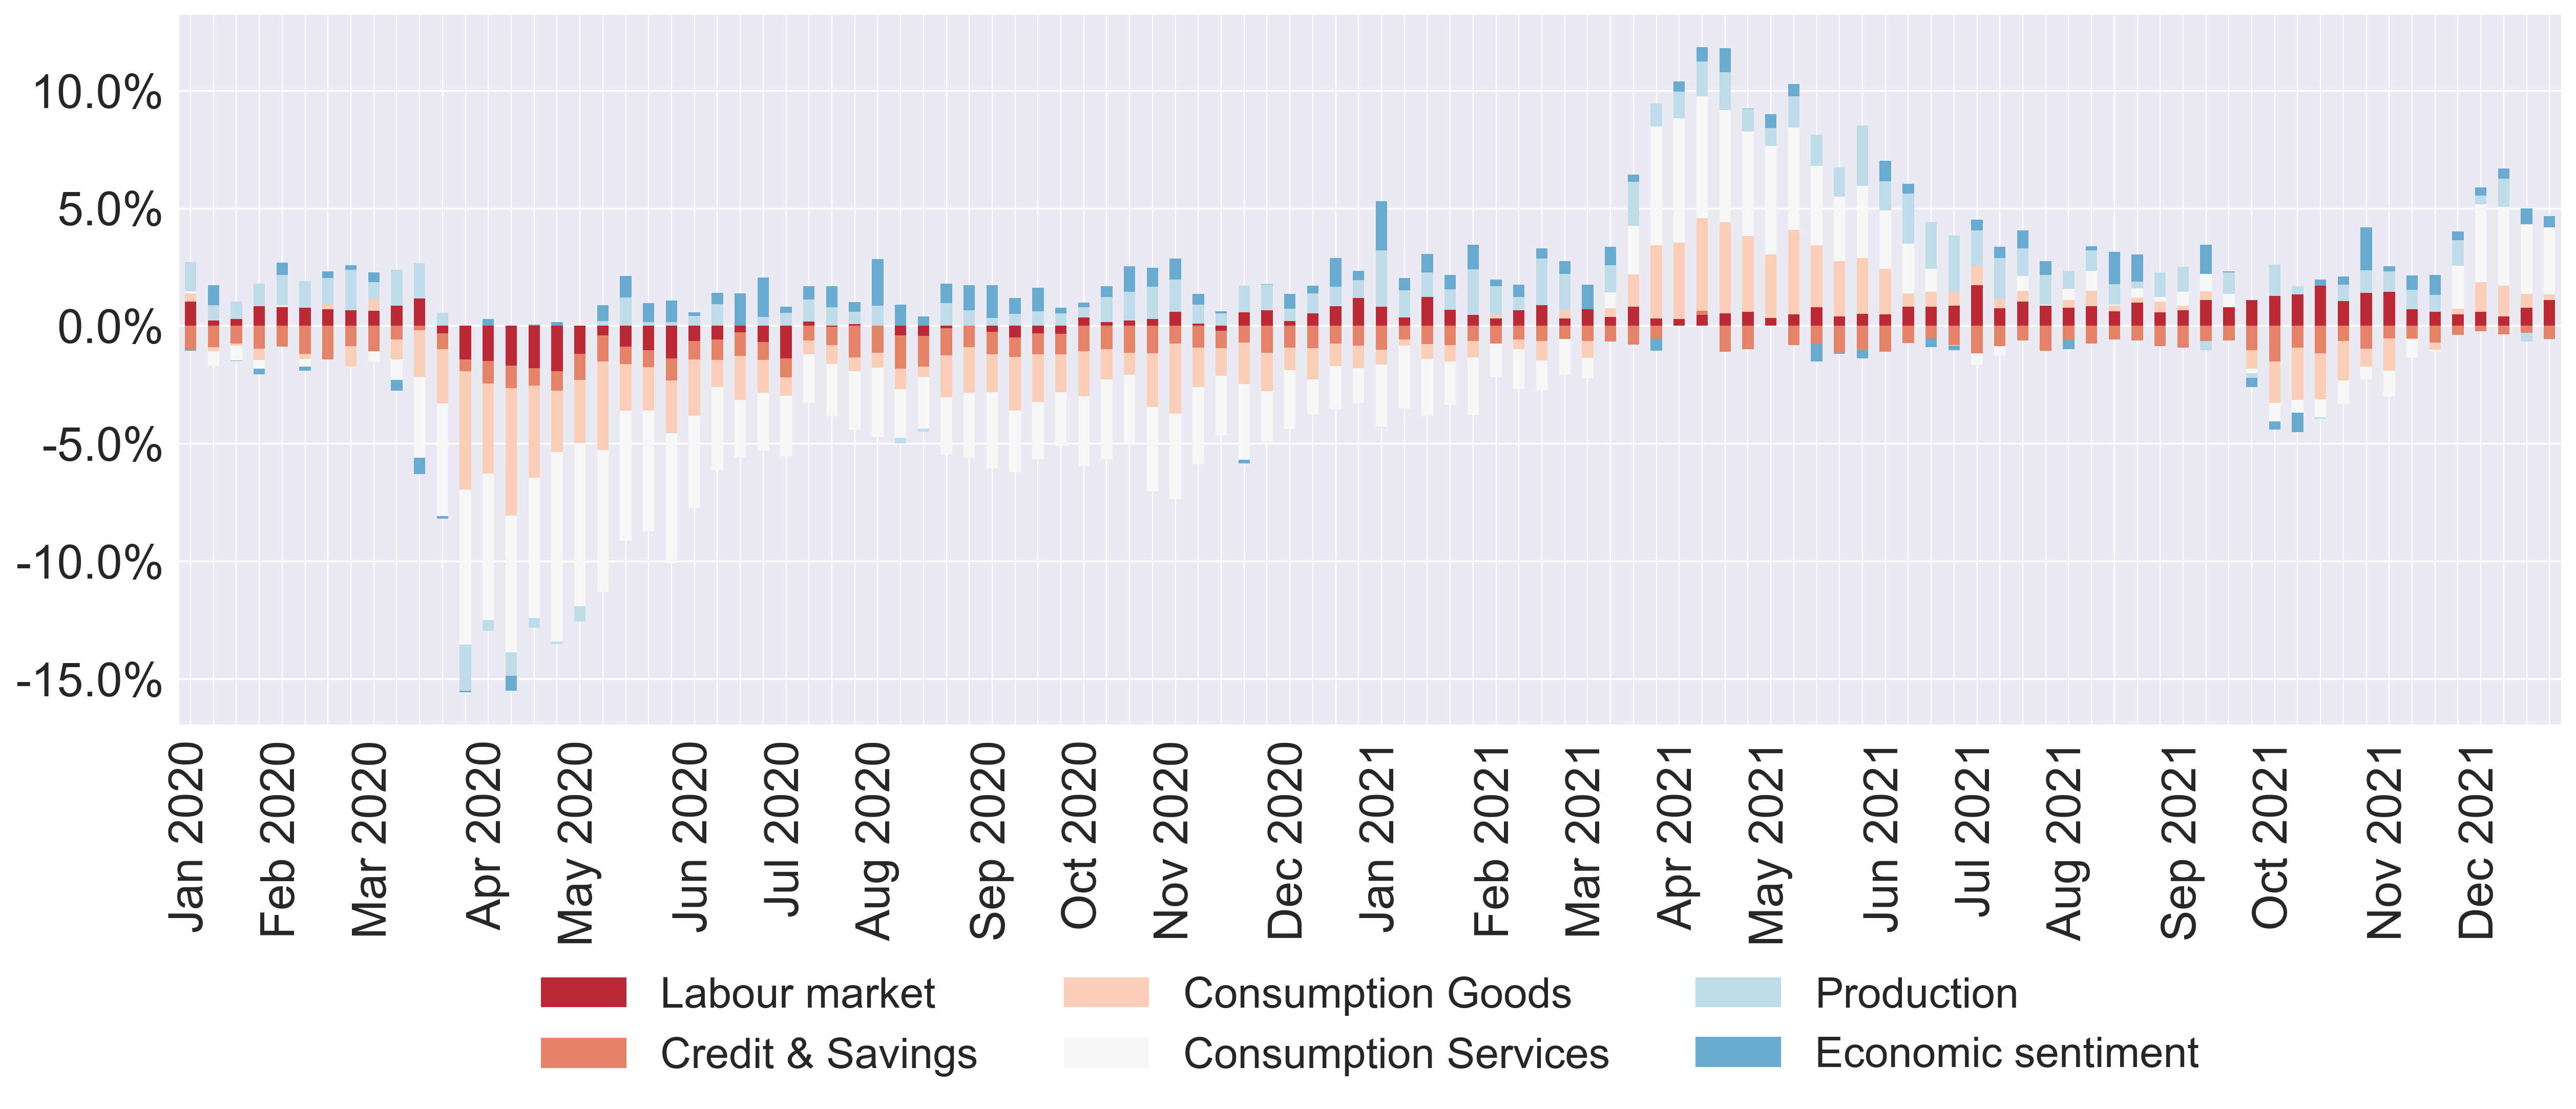 10.0%
5.0%
0.0%
-5.0%
-10.0%
-15.0%
Jan 2020
Feb 2020
Mar 2020
Apr 2020
May 2020
Jun 2020
Jul 2020
Aug 2020
Sep 2020
Oct 2020
Nov 2020
Dec 2020
Jan 2021
Feb 2021
Mar 2021
Apr 2021
May 2021
Jun 2021
Jul 2021
Aug 2021
Sep 2021
Oct 2021
Nov 2021
Dec 2021
Labour market
Consumption Goods
Production
Credit & Savings
Consumption Services
Economic sentiment